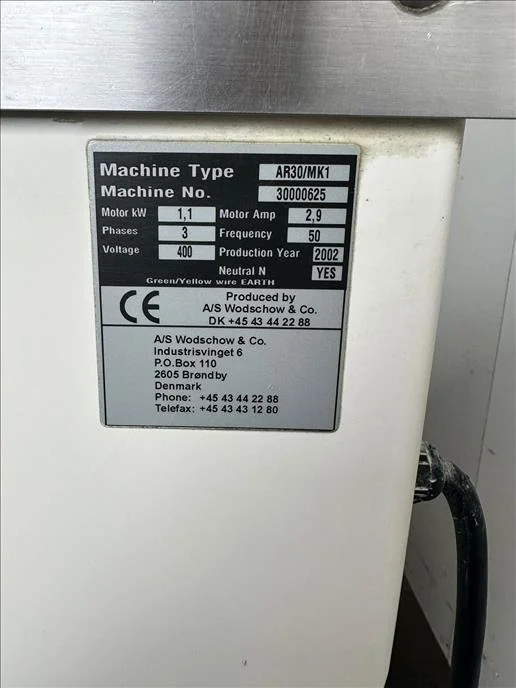 Machine Type AR30/MK1
Machine No. 30000625
Motor kW 1,1 Motor Amp 2,9
Phases 3 Frequency 50
Voltage 400 Production Year 2002
Neutral N YES
Green/Yellow wire EARTH
CE
Produced by
A/S Wodschow & Co.
DK +45 43 44 22 88
A/S Wodschow & Co.
Industrisvinget 6
P.O.Box 110
2605 Brøndby
Denmark
Phone: +45 43 44 22 88
Telefax: +45 43 43 12 80